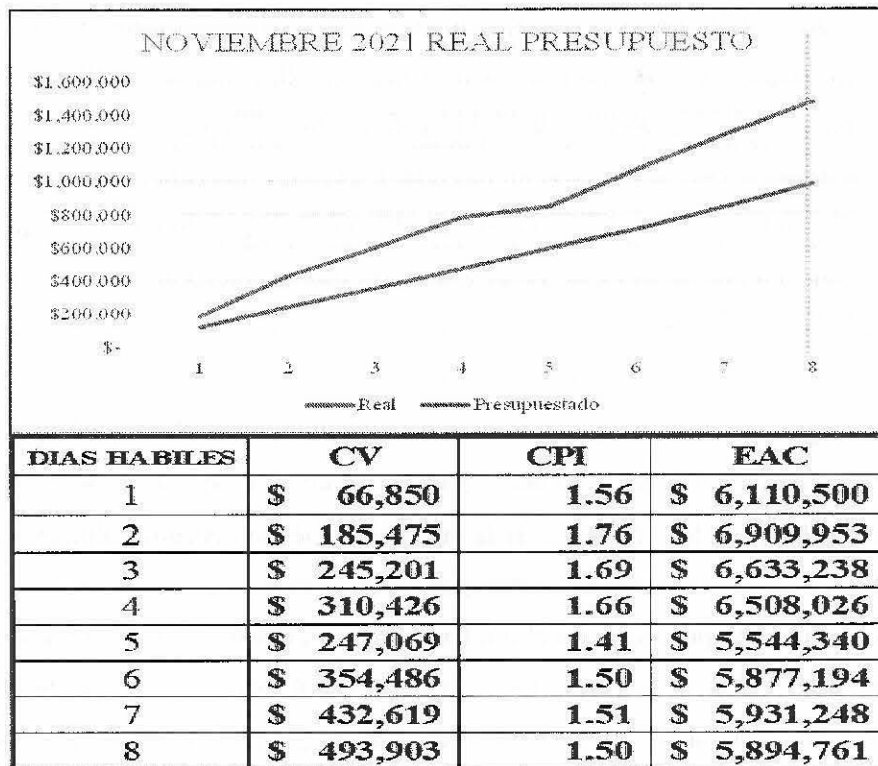 NOVIEMBRE 2021 REAL PRESUPUESTO
$1.600.000
$1.400.000
$1.200.000
$1.000.000
$800.000
$600.000
$400.000
$200.000
$-
1 2 3 4 5 6 7 8
Real Presupuestado
DIAS HABILES CV CPI EAC
1 $ 66,850 1.56 $ 6,110,500
2 $ 185,475 1.76 $ 6,909,953
3 $ 245,201 1.69 $ 6,633,238
4 $ 310,426 1.66 $ 6,508,026
5 $ 247,069 1.41 $ 5,544,340
6 $ 354,486 1.50 $ 5,877,194
7 $ 432,619 1.51 $ 5,931,248
8 $ 493,903 1.50 $ 5,894,761